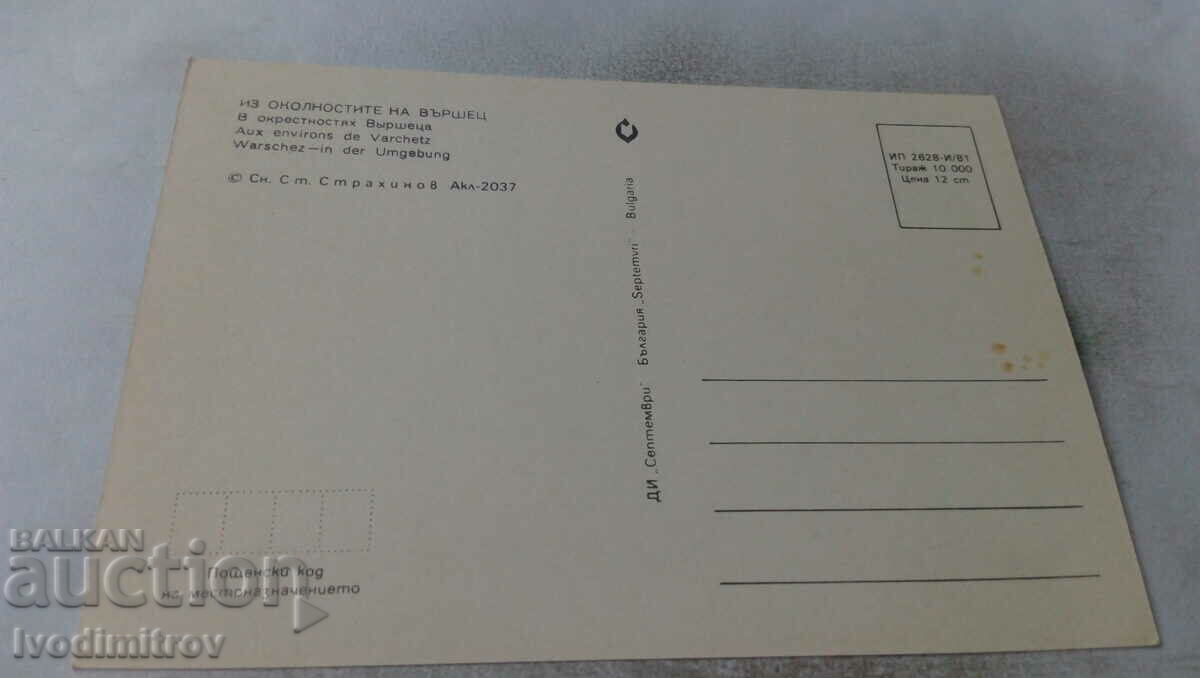 ИЗ ОКОЛНОСТИТЕ НА ВЪРШЕЦ
В окрестностях Выршеца
Aux environs de Varchetz
Warschez — in der Umgebung
© Сн. Ст. Страхинов Акл-2037
ДИ „Септември" България „Septemvri" - Bulgaria
ИП 2628-И/81
Тираж 10 000
Цена 12 ст
Пощенски код
на местоназначението
BALKAN
auction
Ivodimitrov